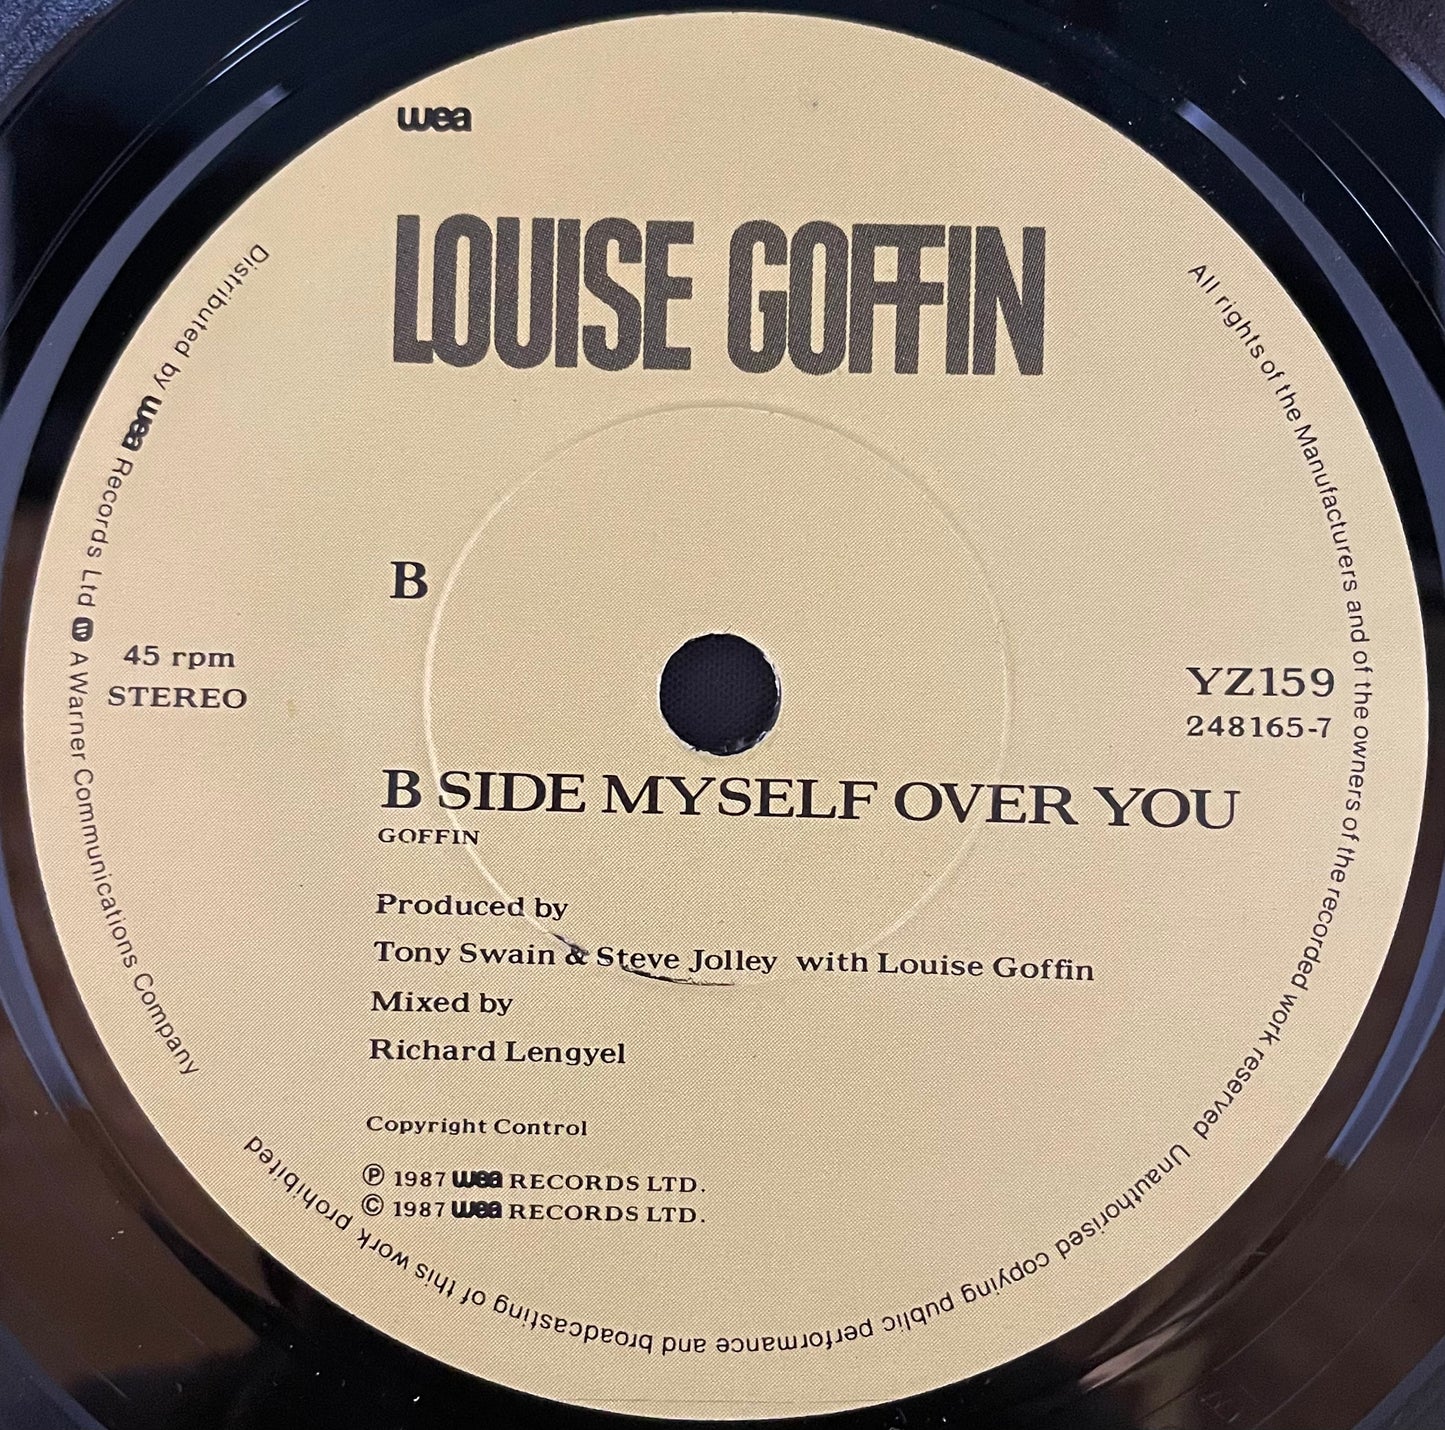 wea
LOUISE GOFFIN
B
45 rpm
STEREO
YZ159
248165-7
B SIDE MYSELF OVER YOU
GOFFIN
Produced by
Tony Swain & Steve Jolley with Louise Goffin
Mixed by
Richard Lengyel
Copyright Control
Ⓟ 1987 wea RECORDS LTD.
© 1987 wea RECORDS LTD.
Distributed by wea Records Ltd W A Warner Communications Company
All rights of the Manufacturers and of the owners of the recorded work reserved Unauthorised copying public performance and broadcasting of this work prohibited